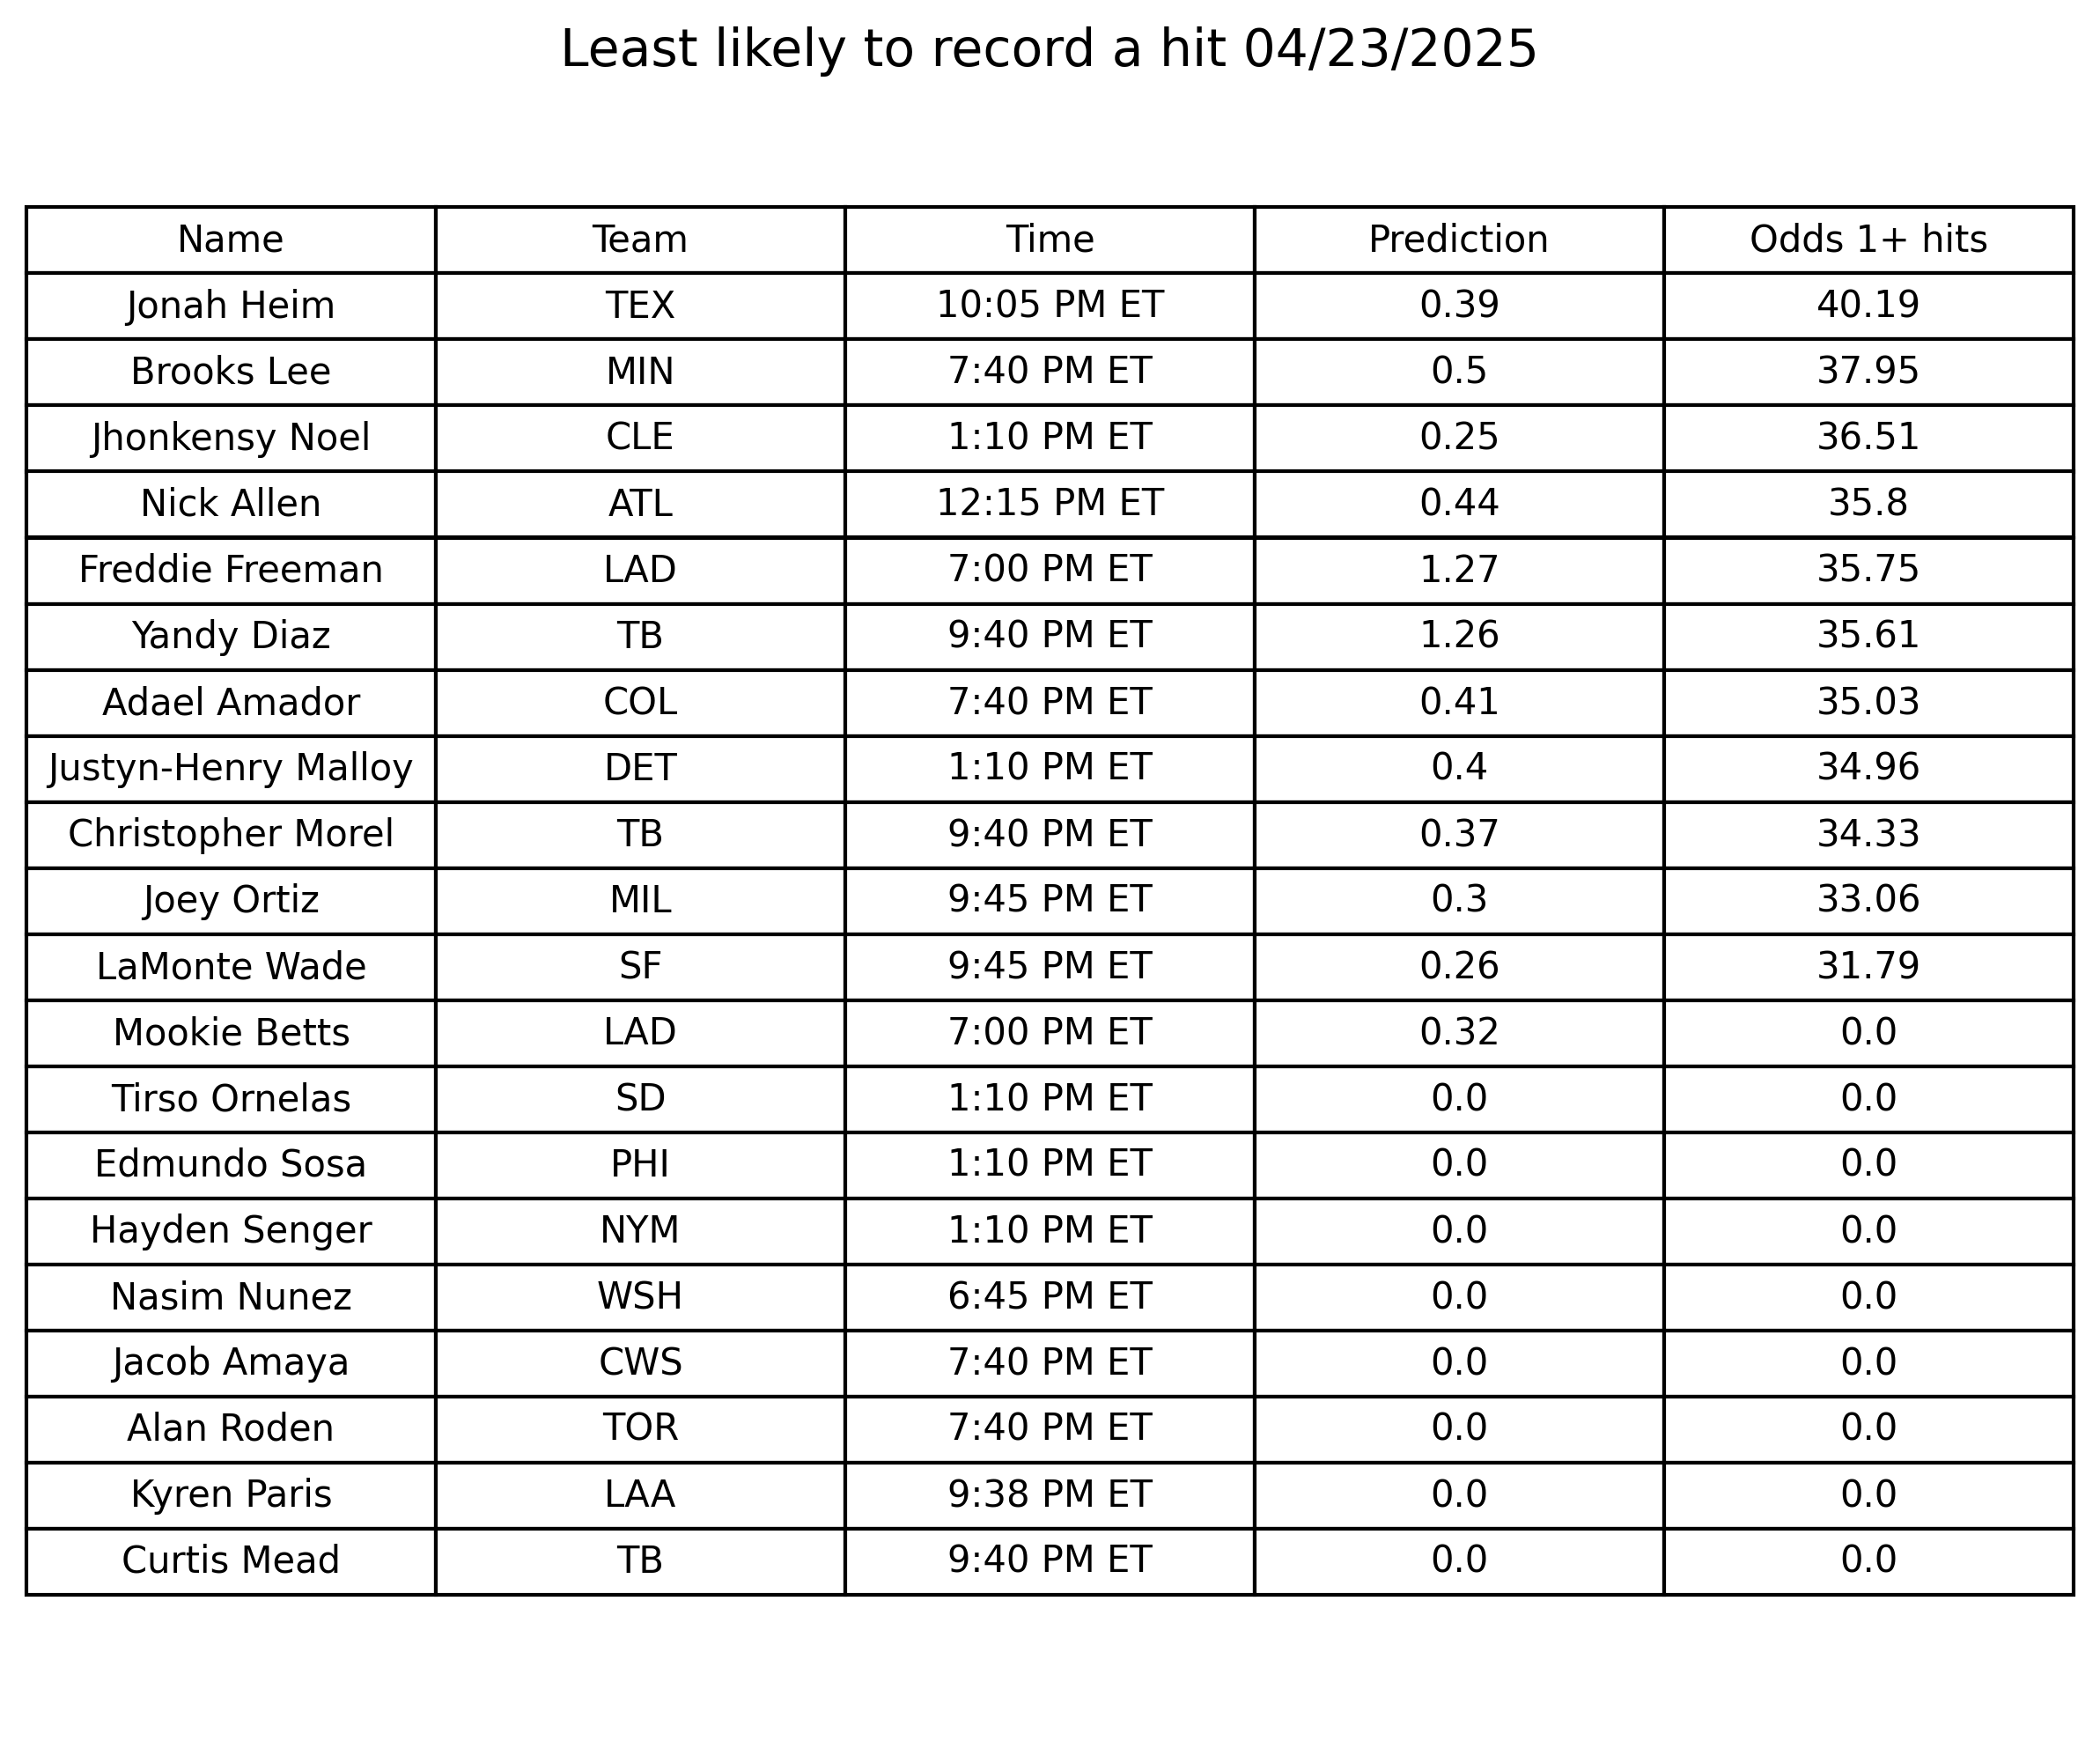 Least likely to record a hit 04/23/2025
Name Team Time Prediction Odds 1+ hits
Jonah Heim TEX 10:05 PM ET 0.39 40.19
Brooks Lee MIN 7:40 PM ET 0.5 37.95
Jhonkensy Noel CLE 1:10 PM ET 0.25 36.51
Nick Allen ATL 12:15 PM ET 0.44 35.8
Freddie Freeman LAD 7:00 PM ET 1.27 35.75
Yandy Diaz TB 9:40 PM ET 1.26 35.61
Adael Amador COL 7:40 PM ET 0.41 35.03
Justyn-Henry Malloy DET 1:10 PM ET 0.4 34.96
Christopher Morel TB 9:40 PM ET 0.37 34.33
Joey Ortiz MIL 9:45 PM ET 0.3 33.06
LaMonte Wade SF 9:45 PM ET 0.26 31.79
Mookie Betts LAD 7:00 PM ET 0.32 0.0
Tirso Ornelas SD 1:10 PM ET 0.0 0.0
Edmundo Sosa PHI 1:10 PM ET 0.0 0.0
Hayden Senger NYM 1:10 PM ET 0.0 0.0
Nasim Nunez WSH 6:45 PM ET 0.0 0.0
Jacob Amaya CWS 7:40 PM ET 0.0 0.0
Alan Roden TOR 7:40 PM ET 0.0 0.0
Kyren Paris LAA 9:38 PM ET 0.0 0.0
Curtis Mead TB 9:40 PM ET 0.0 0.0